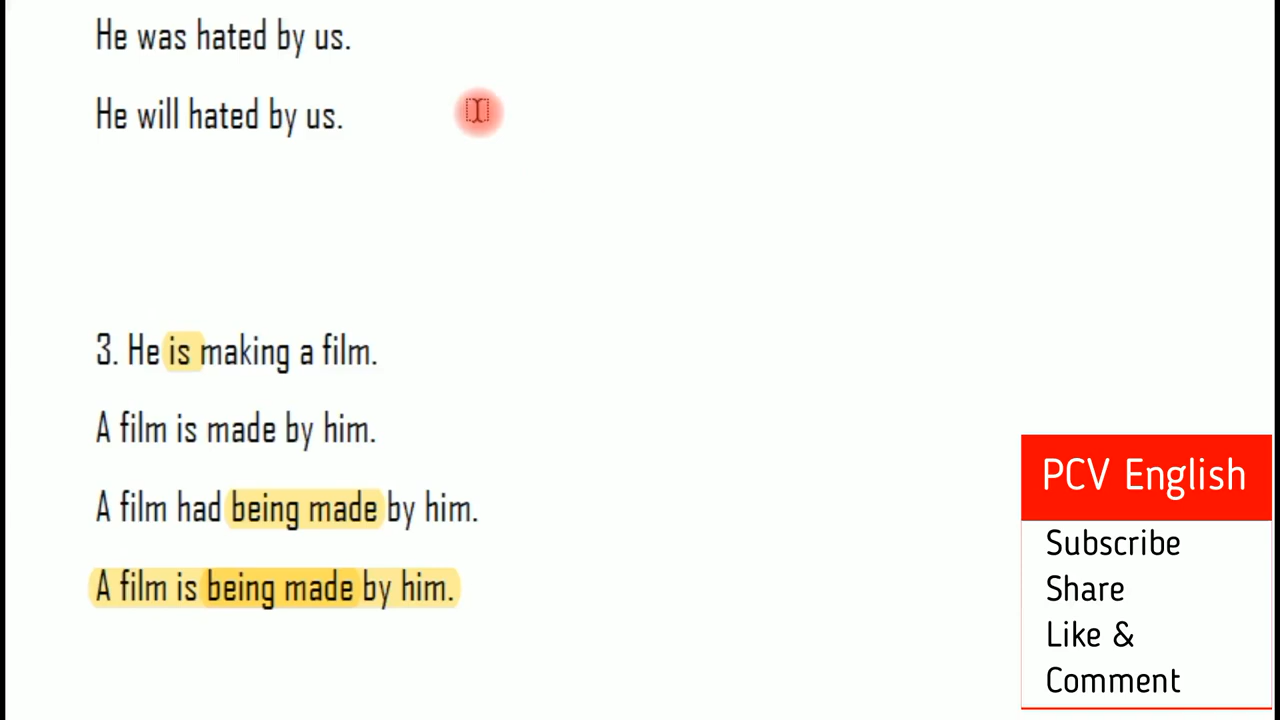 He was hated by us.
He will hated by us.
3. He is making a film.
A film is made by him.
A film had being made by him.
A film is being made by him.
PCV English
Subscribe
Share
Like &
Comment